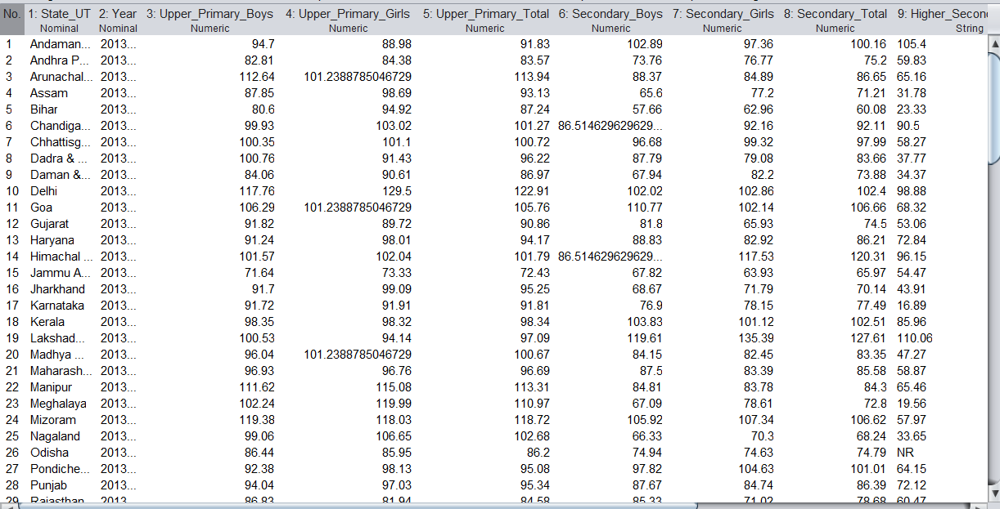 No. 1: State_UT 2: Year 3: Upper_Primary_Boys 4: Upper_Primary_Girls 5: Upper_Primary_Total 6: Secondary_Boys 7: Secondary_Girls 8: Secondary_Total 9: Higher_Secon
Nominal Nominal Numeric Numeric Numeric Numeric Numeric Numeric String
1 Andaman... 2013... 94.7 88.98 91.83 102.89 97.36 100.16 105.4
2 Andhra P... 2013... 82.81 84.38 83.57 73.76 76.77 75.2 59.83
3 Arunachal... 2013... 112.64 101.2388785046729 113.94 88.37 84.89 86.65 65.16
4 Assam 2013... 87.85 98.69 93.13 65.6 77.2 71.21 31.78
5 Bihar 2013... 80.6 94.92 87.24 57.66 62.96 60.08 23.33
6 Chandiga... 2013... 99.93 103.02 101.27 86.514629629629... 92.16 92.11 90.5
7 Chhattisg... 2013... 100.35 101.1 100.72 96.68 99.32 97.99 58.27
8 Dadra & ... 2013... 100.76 91.43 96.22 87.79 79.08 83.66 37.77
9 Daman &... 2013... 84.06 90.61 86.97 67.94 82.2 73.88 34.37
10 Delhi 2013... 117.76 129.5 122.91 102.02 102.86 102.4 98.88
11 Goa 2013... 106.29 101.2388785046729 105.76 110.77 102.14 106.66 68.32
12 Gujarat 2013... 91.82 89.72 90.86 81.8 65.93 74.5 53.06
13 Haryana 2013... 91.24 98.01 94.17 88.83 82.92 86.21 72.84
14 Himachal ... 2013... 101.57 102.04 101.79 86.514629629629... 117.53 120.31 96.15
15 Jammu A... 2013... 71.64 73.33 72.43 67.82 63.93 65.97 54.47
16 Jharkhand 2013... 91.7 99.09 95.25 68.67 71.79 70.14 43.91
17 Karnataka 2013... 91.72 91.91 91.81 76.9 78.15 77.49 16.89
18 Kerala 2013... 98.35 98.32 98.34 103.83 101.12 102.51 85.96
19 Lakshad... 2013... 100.53 94.14 97.09 119.61 135.39 127.61 110.06
20 Madhya ... 2013... 96.04 101.2388785046729 100.67 84.15 82.45 83.35 47.27
21 Maharash... 2013... 96.93 96.76 96.69 87.5 83.39 85.58 58.87
22 Manipur 2013... 111.62 115.08 113.31 84.81 83.78 84.3 65.46
23 Meghalaya 2013... 102.24 119.99 110.97 67.09 78.61 72.8 19.56
24 Mizoram 2013... 119.38 118.03 118.72 105.92 107.34 106.62 57.97
25 Nagaland 2013... 99.06 106.65 102.68 66.33 70.3 68.24 33.65
26 Odisha 2013... 86.44 85.95 86.2 74.94 74.63 74.79 NR
27 Pondiche... 2013... 92.38 98.13 95.08 97.82 104.63 101.01 64.15
28 Punjab 2013... 94.04 97.03 95.34 87.67 84.74 86.39 72.12
29 Rajasthan 2013 86.83 81.94 84.58 85.33 71.02 78.68 60.47